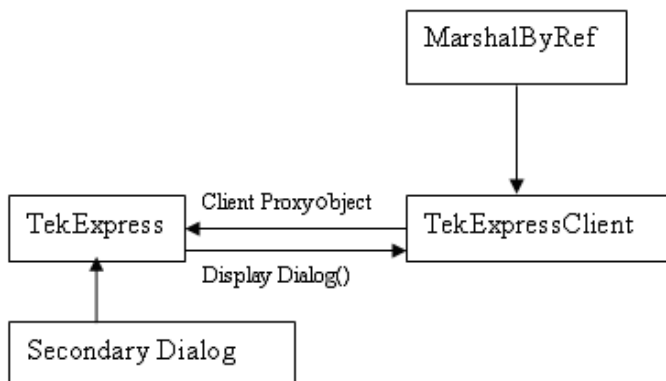 MarshalByRef
Client ProxyObject
TekExpress
TekExpressClient
Display Dialog()
Secondary Dialog